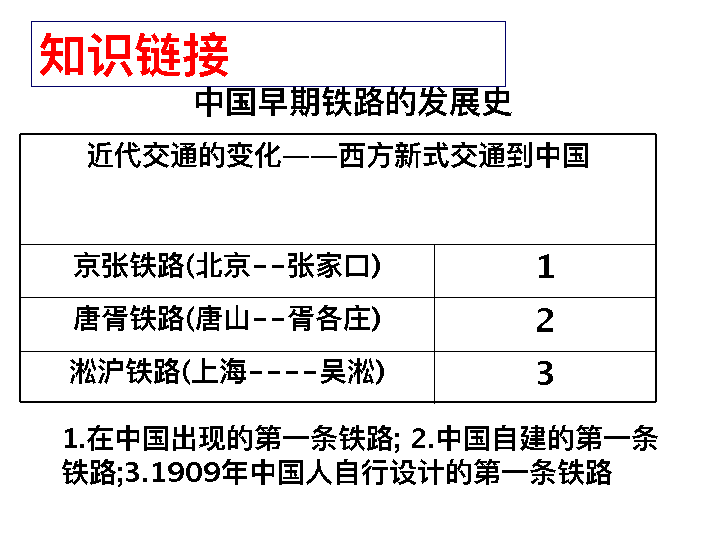 知识链接
中国早期铁路的发展史
近代交通的变化——西方新式交通到中国
京张铁路(北京--张家口) 1
唐胥铁路(唐山--胥各庄) 2
淞沪铁路(上海----吴淞) 3
1.在中国出现的第一条铁路; 2.中国自建的第一条
铁路;3.1909年中国人自行设计的第一条铁路